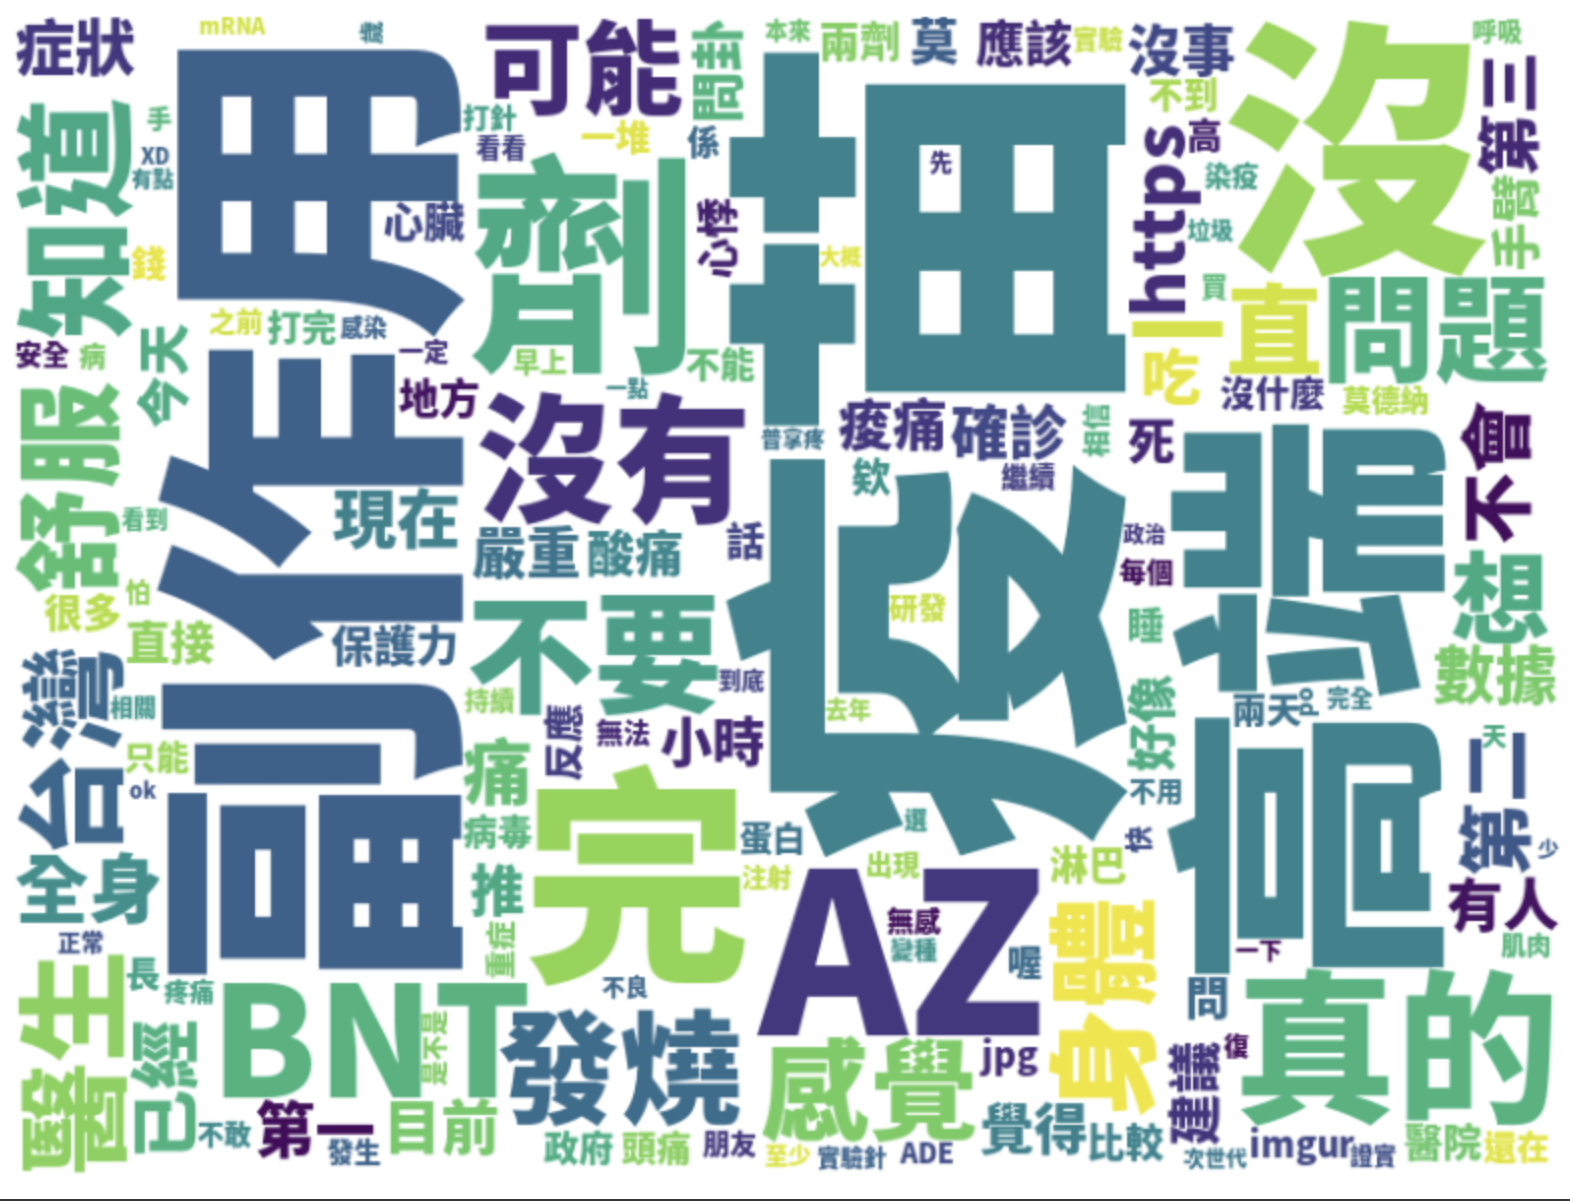 症狀
mRNA
可能
問卦
本來
兩劑
莫
應該
實驗
沒事
沒
呼吸
第三
知道
手
XD
有點
錢
副作用
心臟
打針
看看
一堆
係
劑
心悸
疫苗
先
大概
不到
高
https
染疫
垃圾
買
手臂
安全
病
今天
之前
打完
感染
一定
早上
一點
不能
一直
問題
吃
沒什麼
莫德納
舒服
地方
沒有
普拿疼
痠痛
確診
相信
死
不會
現在
看到
嚴重
酸痛
話
欸
繼續
政治
每個
高端
想
很多
怕
直接
保護力
不要
研發
睡
數據
台灣
相關
只能
ok
持續
反應
無法
小時
到底
去年
好像
兩天
po
完全
天
第二
少
不用
快
痛
病毒
推
重症
完
蛋白
注射
選
出現
淋巴
有人
肌肉
全身
正常
長
疼痛
不良
AZ
無感
變種
喔
身體
一下
問
真的
醫生
已經
BNT
是不是
發燒
感覺
jpg
建議
復
不敢
第一
發生
目前
政府
頭痛
朋友
至少
實驗針
ADE
覺得
比較
次世代
imgur
證實
醫院
還在